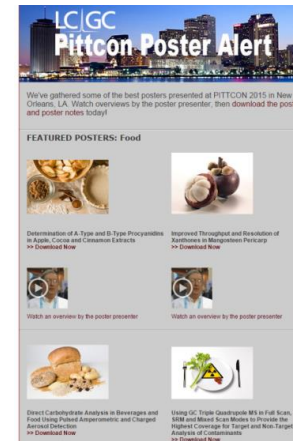 LC|GC
Pittcon Poster Alert
We've gathered some of the best posters presented at PITTCON 2015 in New
Orleans, LA. Watch overviews by the poster presenter, then download the pos
and poster notes today!
FEATURED POSTERS: Food
Determination of A-Type and B-Type Procyanidins
in Apple, Cocoa and Cinnamon Extracts
>> Download Now
Improved Throughput and Resolution of
Xanthones in Mangosteen Pericarp
>> Download Now
Watch an overview by the poster presenter
Watch an overview by the poster presenter
Direct Carbohydrate Analysis in Beverages and
Food Using Pulsed Amperometric and Charged
Aerosol Detection
>> Download Now
Using GC Triple Quadrupole MS in Full Scan,
SRM and Mixed Scan Modes to Provide the
Highest Coverage for Target and Non-Target
Analysis of Contaminants
>> Download Now